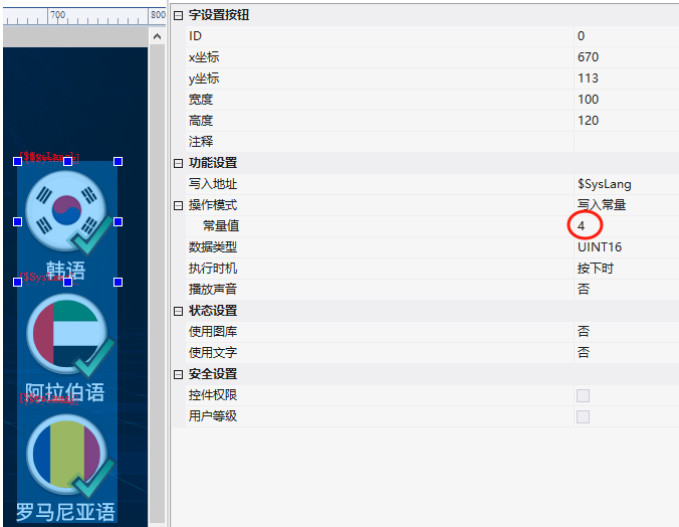 700
800
韩语
阿拉伯语
罗马尼亚语
字设置按钮
ID 0
x坐标 670
y坐标 113
宽度 100
高度 120
注释
功能设置
写入地址 $SysLang
操作模式 写入常量
常量值 4
数据类型 UINT16
执行时机 按下时
播放声音 否
状态设置
使用图库 否
使用文字 否
安全设置
控件权限
用户等级